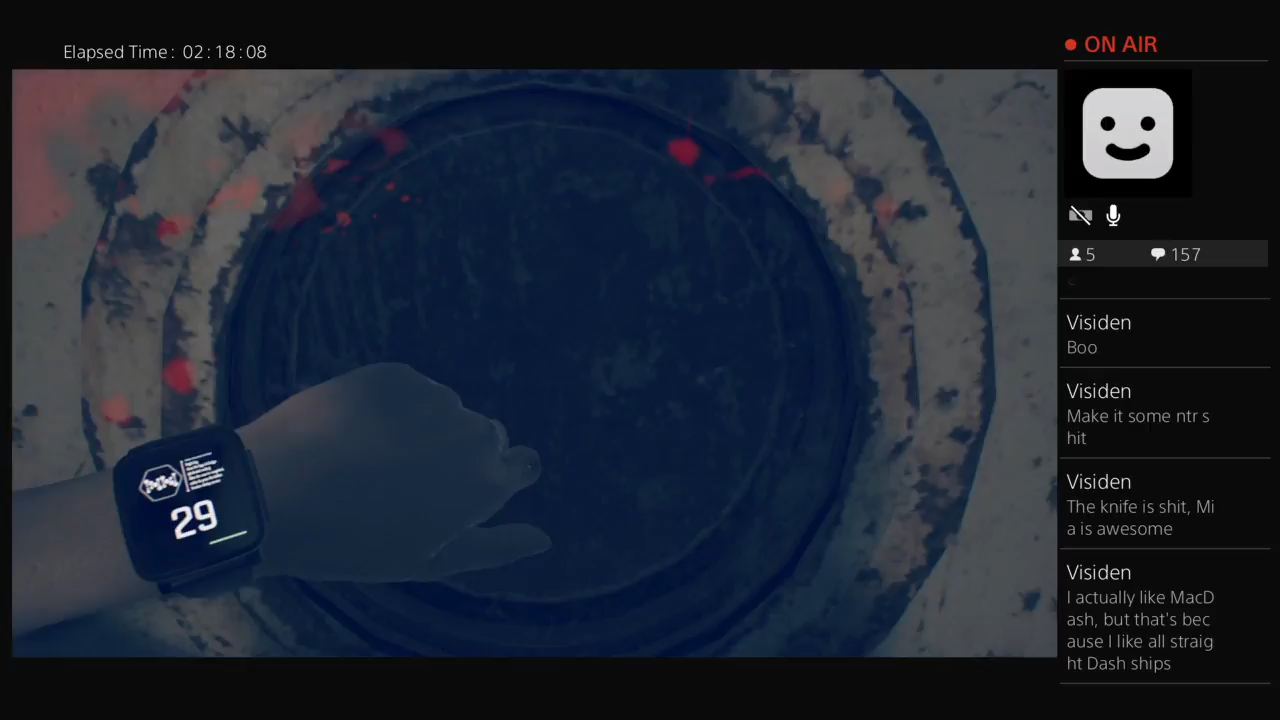 Elapsed Time: 02:18:08
ON AIR
5
157
Visiden
Boo
Visiden
Make it some ntr s
hit
Visiden
The knife is shit, Mi
a is awesome
Visiden
I actually like MacD
ash, but that's bec
ause I like all straig
ht Dash ships
29